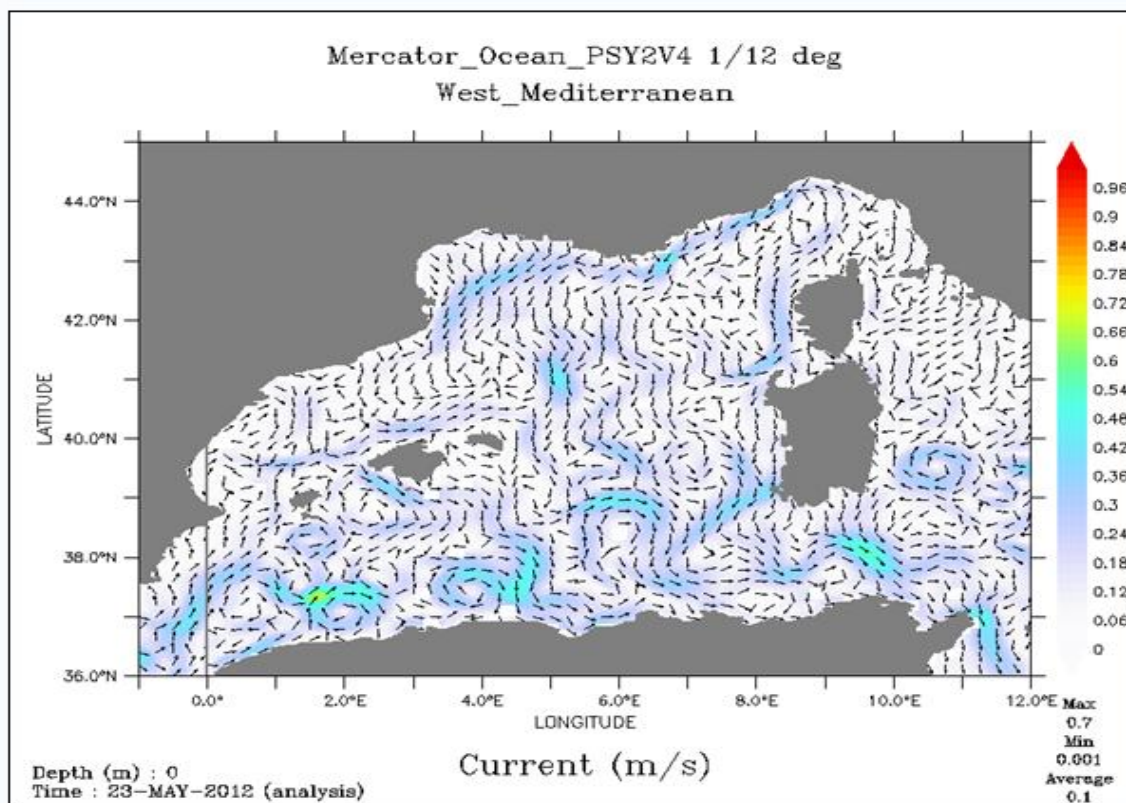 Mercator_Ocean_PSY2V4 1/12 deg
West_Mediterranean
44.0°N
42.0°N
40.0°N
38.0°N
36.0°N
LATITUDE
0.0°
2.0°E
4.0°E
6.0°E
8.0°E
10.0°E
12.0°E
LONGITUDE
0.96
0.9
0.84
0.78
0.72
0.66
0.6
0.54
0.48
0.42
0.36
0.3
0.24
0.18
0.12
0.06
0
Max
0.7
Min
0.001
Average
0.1
Current (m/s)
Depth (m) : 0
Time : 23-MAY-2012 (analysis)